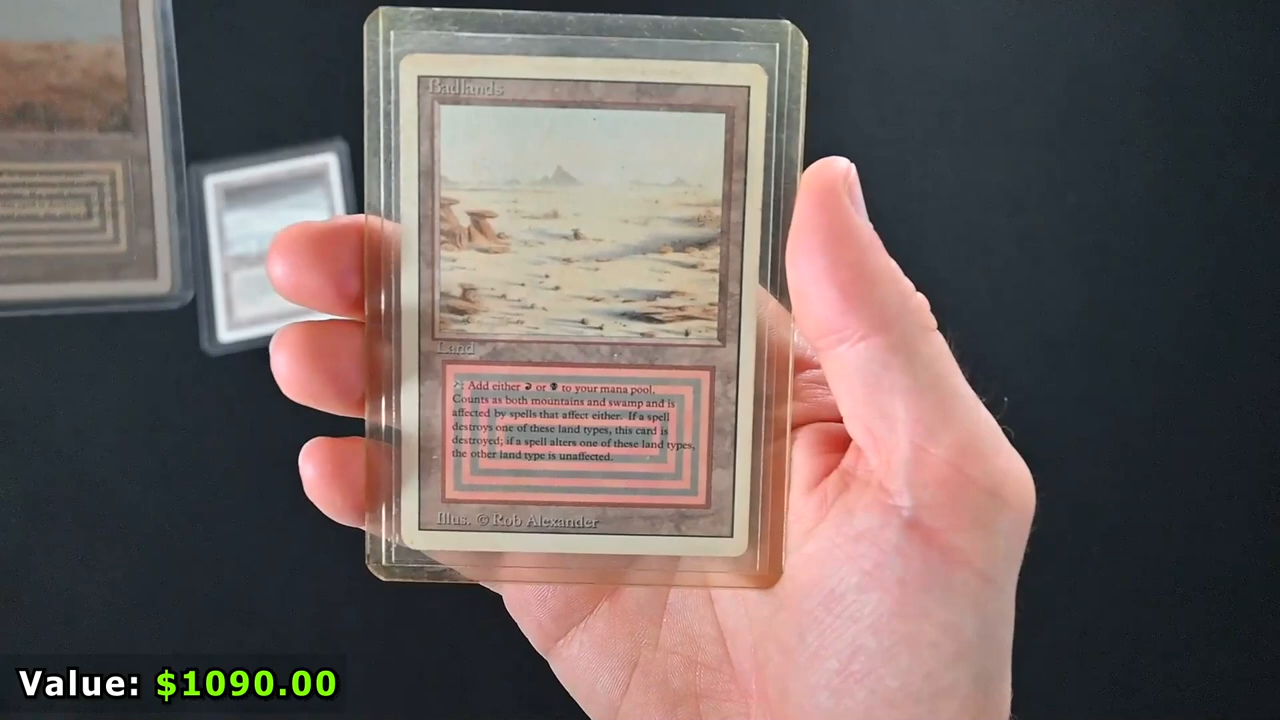 Badlands
Land
: Add either or to your mana pool.
Counts as both mountains and swamp and is
affected by spells that affect either. If a spell
destroys one of these land types, this card is
destroyed; if a spell alters one of these land types,
the other land type is unaffected.
Illus. © Rob Alexander
Value: $1090.00